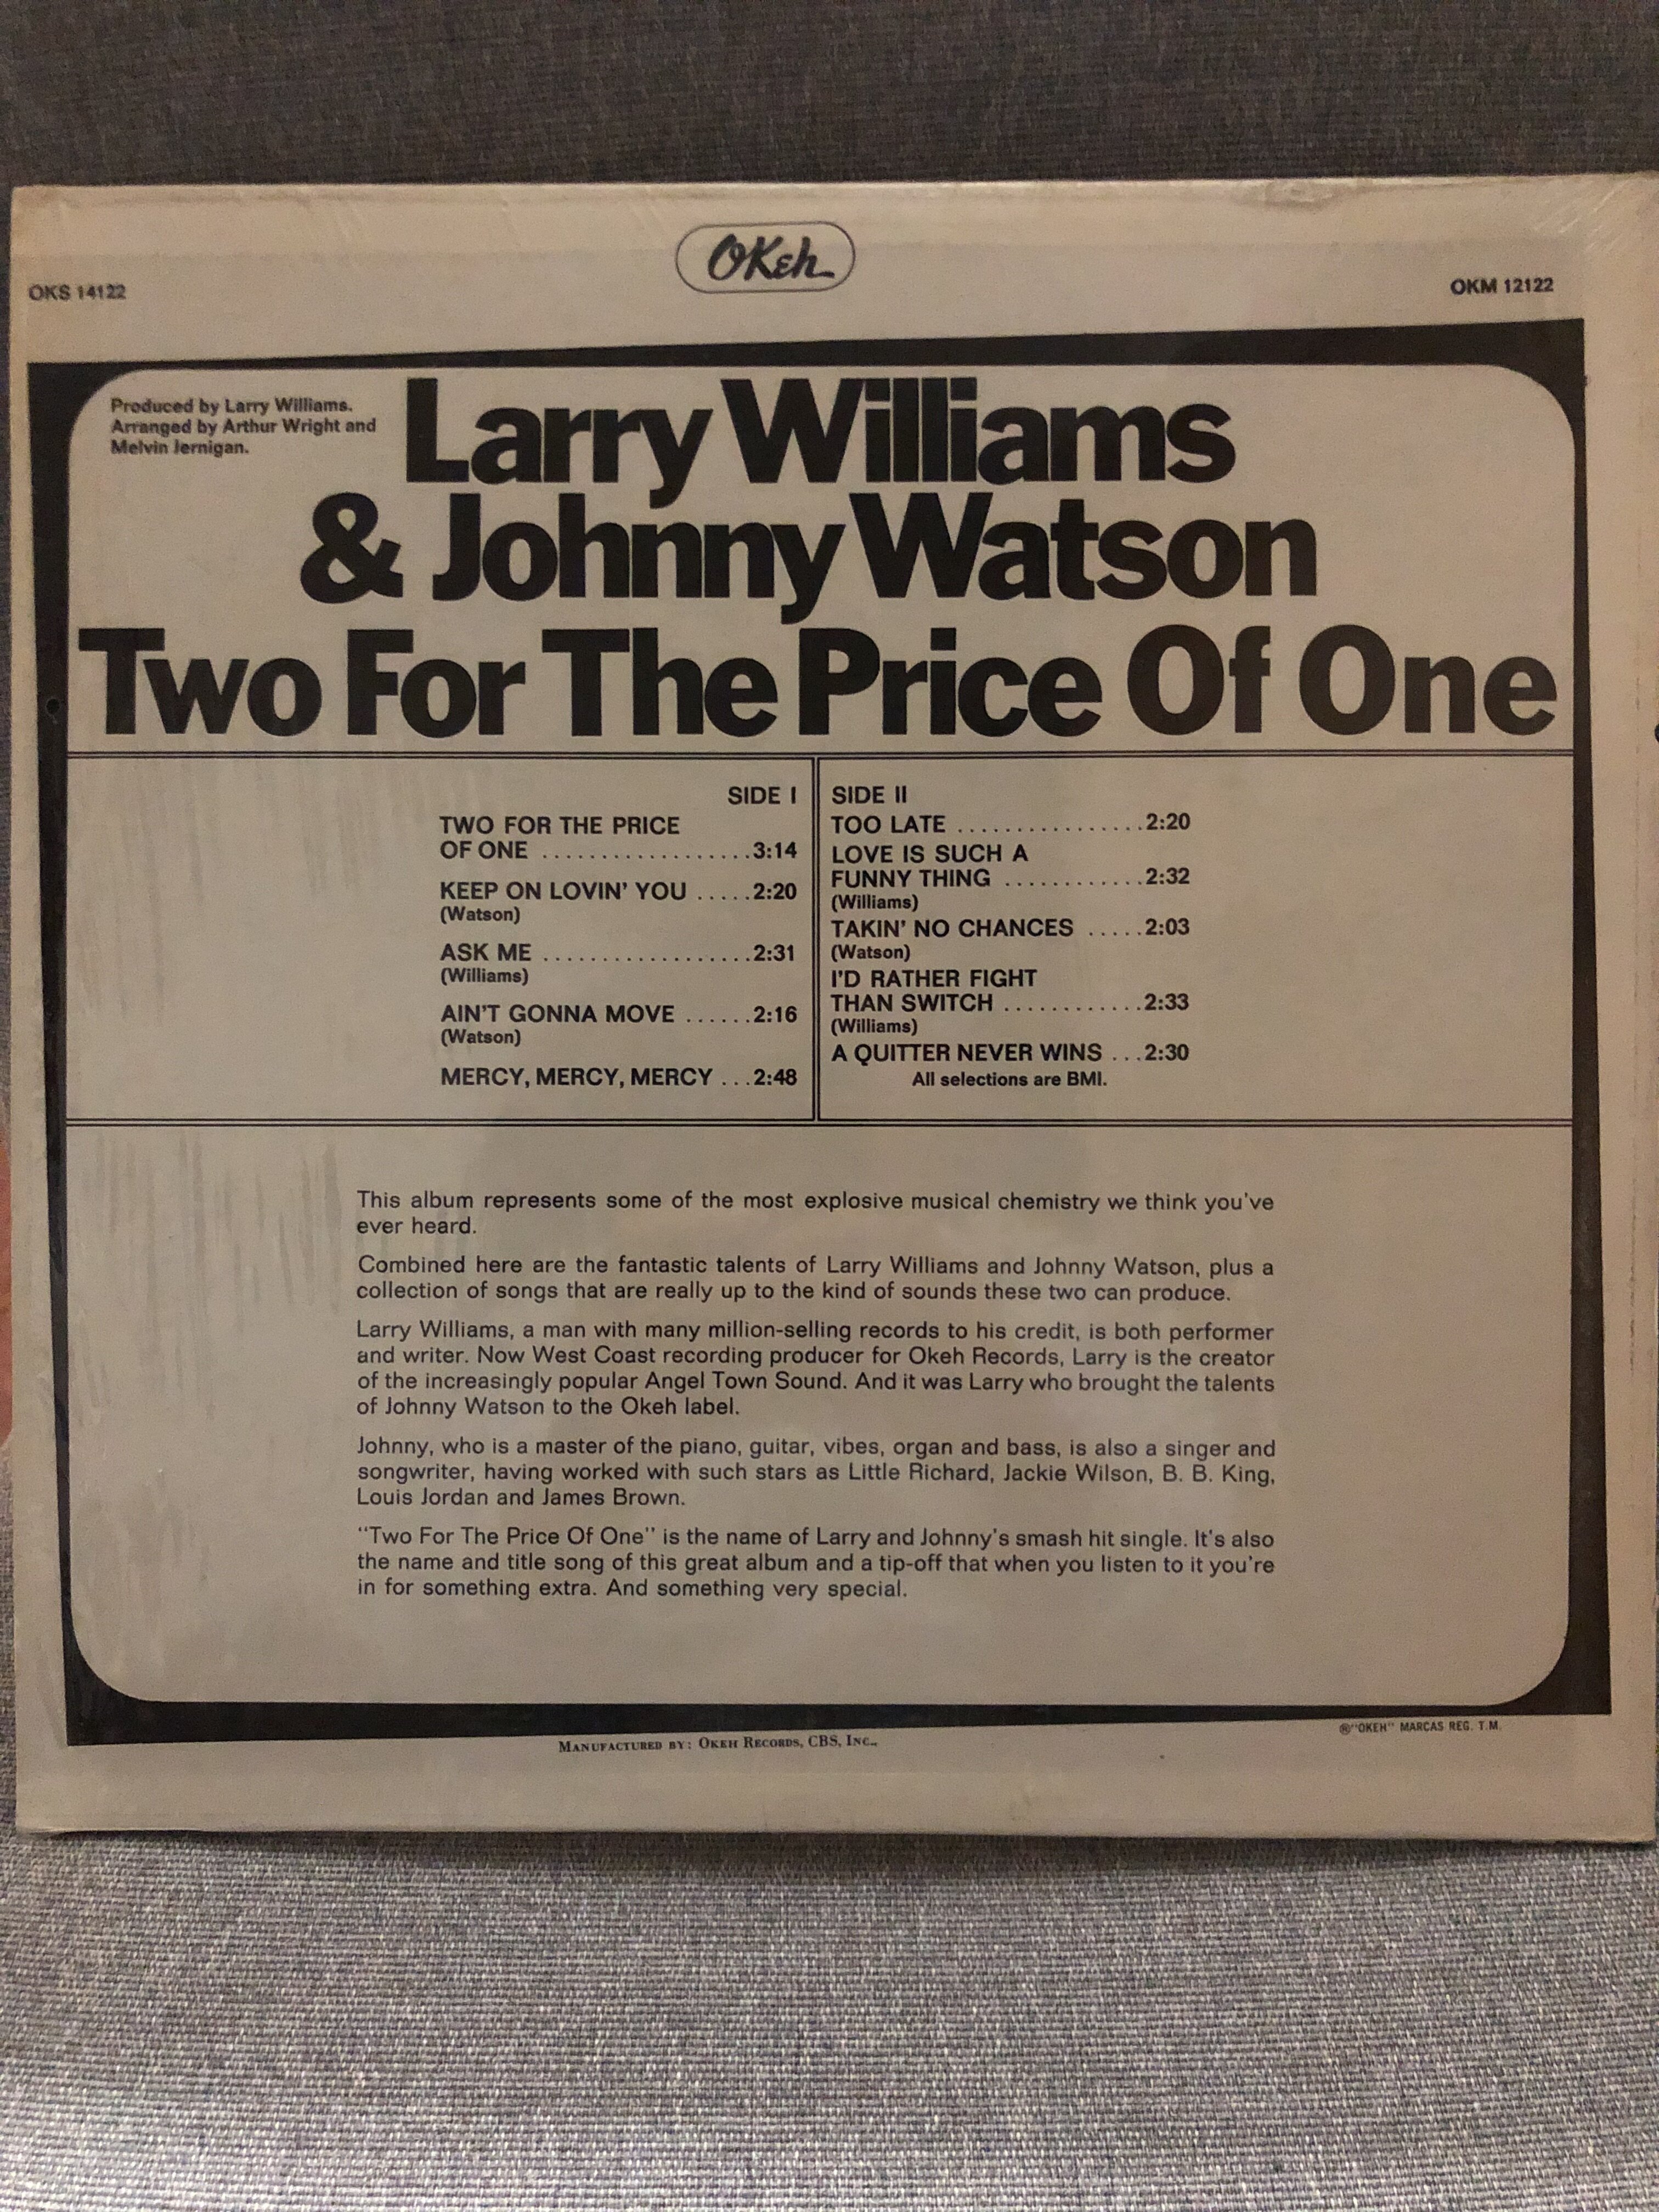 OKeh
OKS 14122
OKM 12122
Produced by Larry Williams.
Arranged by Arthur Wright and
Melvin Jernigan.
Larry Williams
& Johnny Watson
Two For The Price Of One
SIDE I
TWO FOR THE PRICE
OF ONE ..................3:14
KEEP ON LOVIN' YOU .....2:20
(Watson)
ASK ME ..................2:31
(Williams)
AIN'T GONNA MOVE ......2:16
(Watson)
MERCY, MERCY, MERCY ...2:48
SIDE II
TOO LATE ................2:20
LOVE IS SUCH A
FUNNY THING ............2:32
(Williams)
TAKIN' NO CHANCES .....2:03
(Watson)
I'D RATHER FIGHT
THAN SWITCH ............2:33
(Williams)
A QUITTER NEVER WINS ...2:30
All selections are BMI.
This album represents some of the most explosive musical chemistry we think you've
ever heard.
Combined here are the fantastic talents of Larry Williams and Johnny Watson, plus a
collection of songs that are really up to the kind of sounds these two can produce.
Larry Williams, a man with many million-selling records to his credit, is both performer
and writer. Now West Coast recording producer for Okeh Records, Larry is the creator
of the increasingly popular Angel Town Sound. And it was Larry who brought the talents
of Johnny Watson to the Okeh label.
Johnny, who is a master of the piano, guitar, vibes, organ and bass, is also a singer and
songwriter, having worked with such stars as Little Richard, Jackie Wilson, B. B. King,
Louis Jordan and James Brown.
"Two For The Price Of One" is the name of Larry and Johnny's smash hit single. It's also
the name and title song of this great album and a tip-off that when you listen to it you're
in for something extra. And something very special.
®"OKEH" MARCAS REG. T.M.
MANUFACTURED BY: OKEH RECORDS, CBS, INC.,